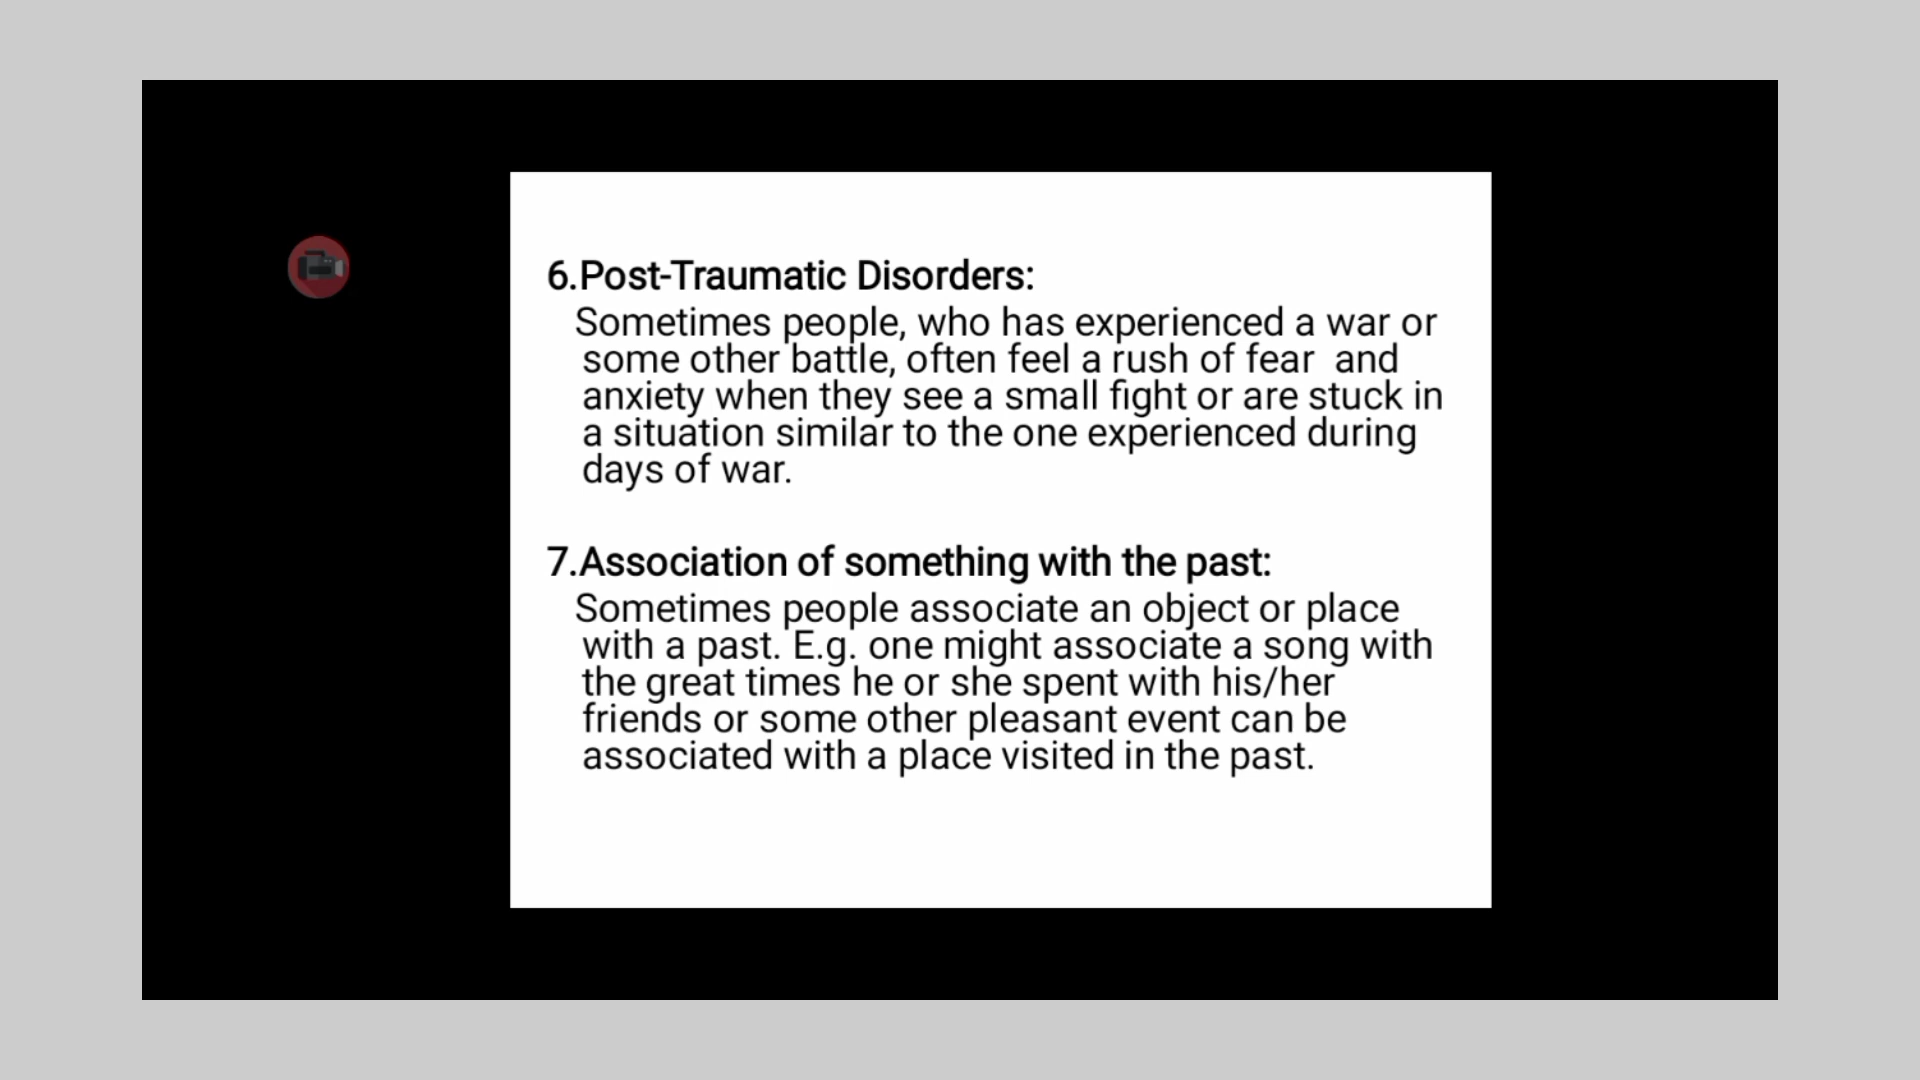 6.Post-Traumatic Disorders:
Sometimes people, who has experienced a war or
some other battle, often feel a rush of fear  and
anxiety when they see a small fight or are stuck in
a situation similar to the one experienced during
days of war.
7.Association of something with the past:
Sometimes people associate an object or place
with a past. E.g. one might associate a song with
the great times he or she spent with his/her
friends or some other pleasant event can be
associated with a place visited in the past.